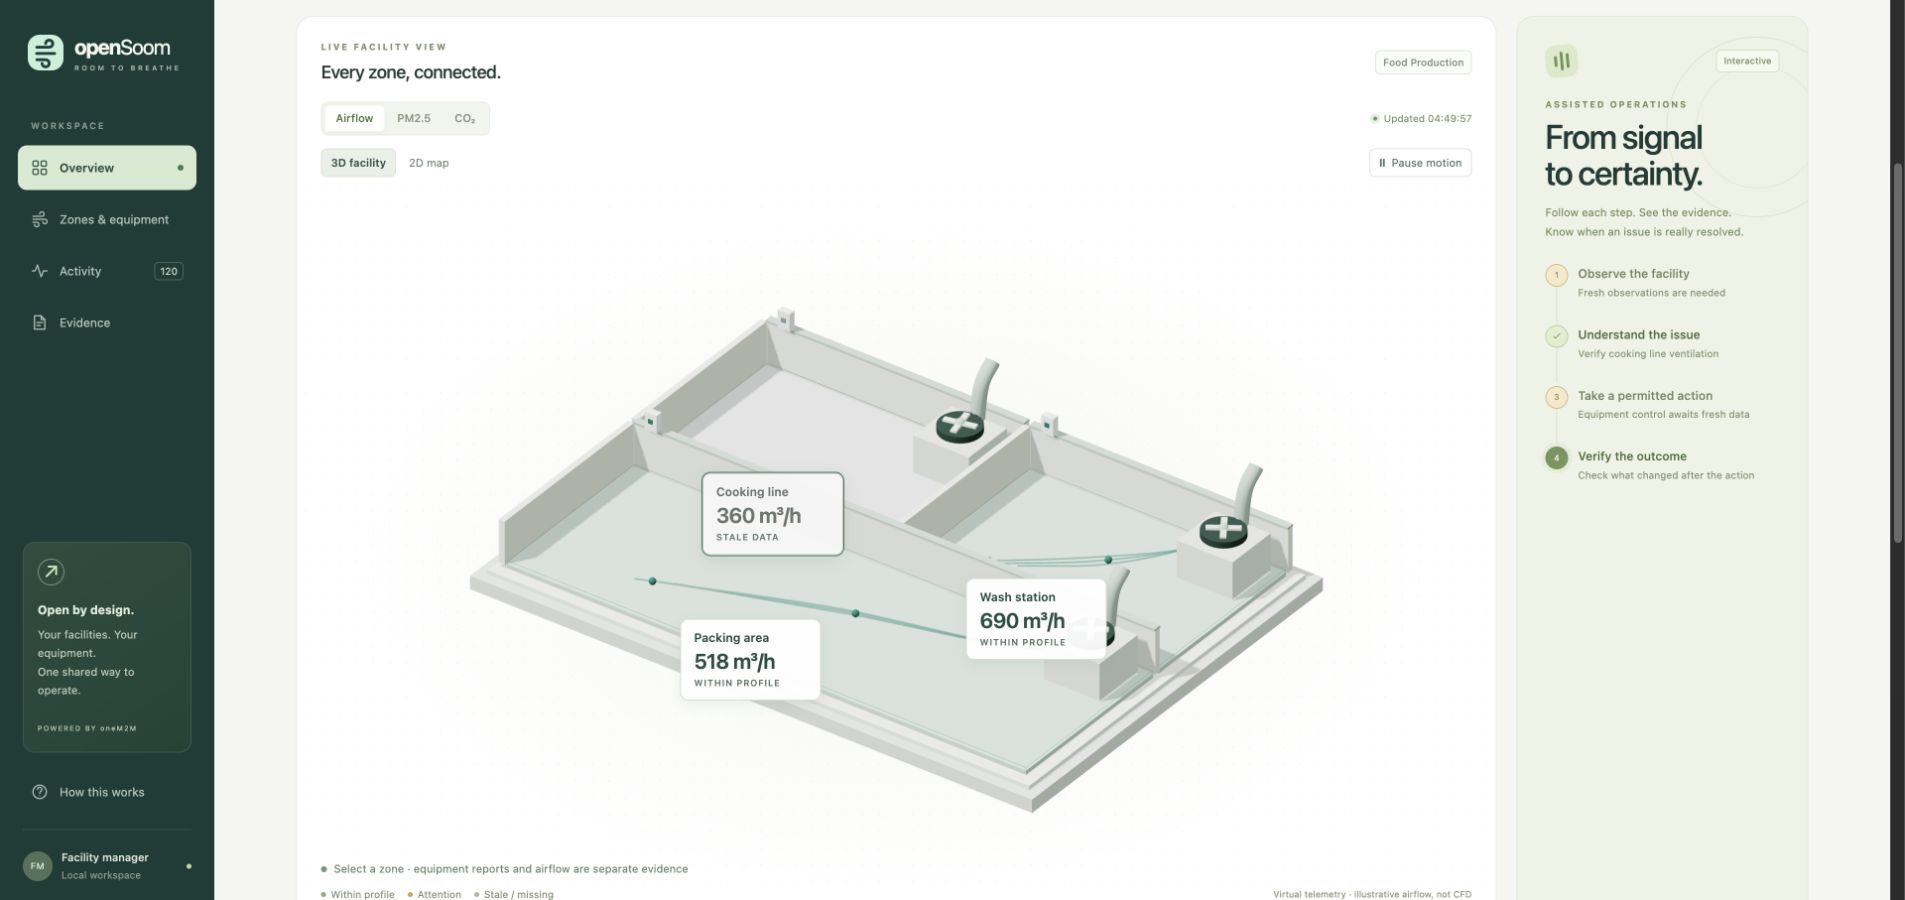 openSoom
ROOM TO BREATHE
WORKSPACE
Overview
Zones & equipment
Activity
120
Evidence
Open by design.
Your facilities. Your
equipment.
One shared way to
operate.
POWERED BY oneM2M
How this works
FM
Facility manager
Local workspace
LIVE FACILITY VIEW
Every zone, connected.
Food Production
Airflow
PM2.5
CO₂
Updated 04:49:57
3D facility
2D map
Pause motion
Cooking line
360 m³/h
STALE DATA
Wash station
690 m³/h
WITHIN PROFILE
Packing area
518 m³/h
WITHIN PROFILE
Select a zone · equipment reports and airflow are separate evidence
Within profile
Attention
Stale / missing
Virtual telemetry · illustrative airflow, not CFD
Interactive
ASSISTED OPERATIONS
From signal
to certainty.
Follow each step. See the evidence.
Know when an issue is really resolved.
1
Observe the facility
Fresh observations are needed
Understand the issue
Verify cooking line ventilation
3
Take a permitted action
Equipment control awaits fresh data
4
Verify the outcome
Check what changed after the action